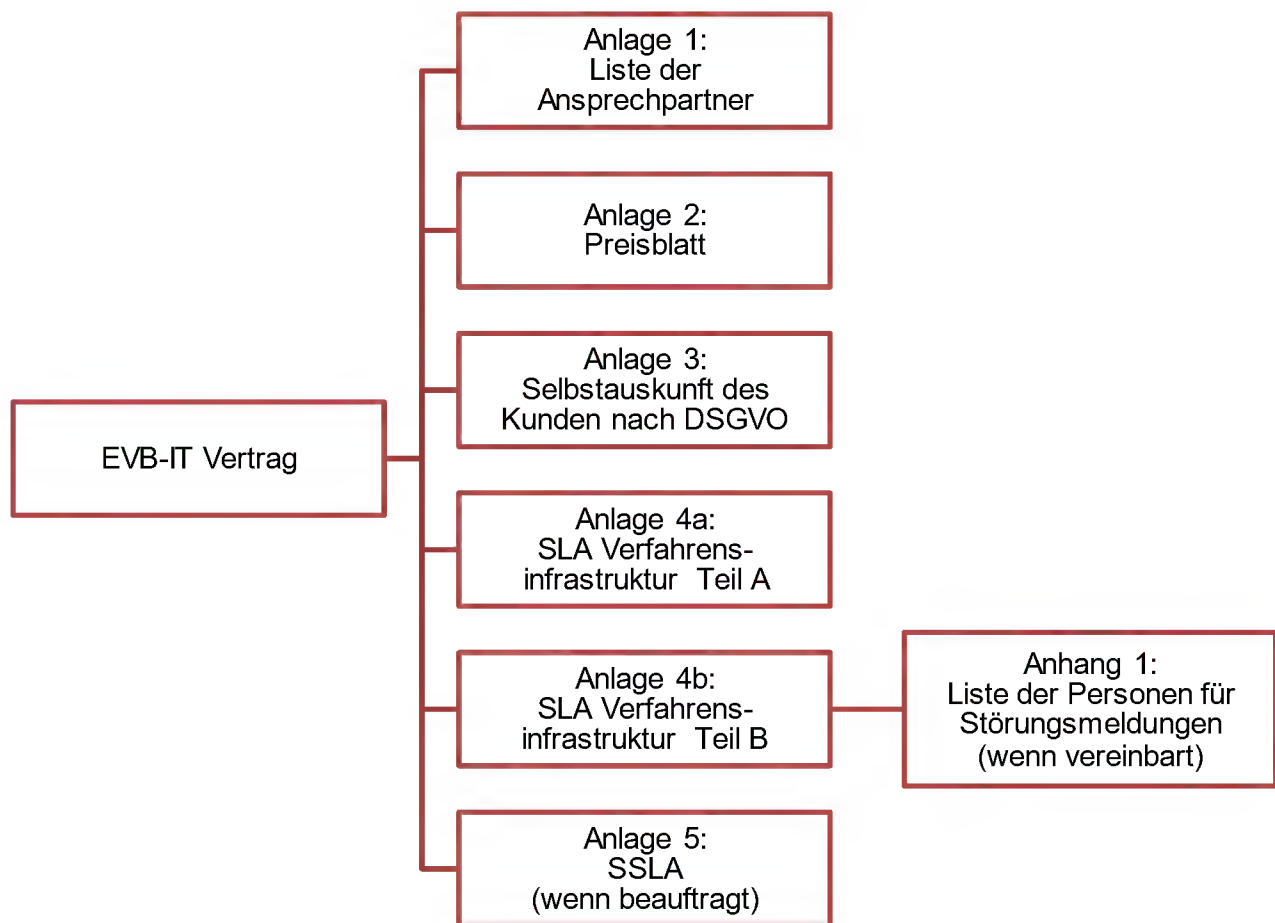 Anlage 1:
Liste der
Ansprechpartner
Anlage 2:
Preisblatt
Anlage 3:
Selbstauskunft des
Kunden nach DSGVO
EVB-IT Vertrag
Anlage 4a:
SLA Verfahrens-
infrastruktur Teil A
Anlage 4b:
SLA Verfahrens-
infrastruktur Teil B
Anhang 1:
Liste der Personen für
Störungsmeldungen
(wenn vereinbart)
Anlage 5:
SSLA
(wenn beauftragt)